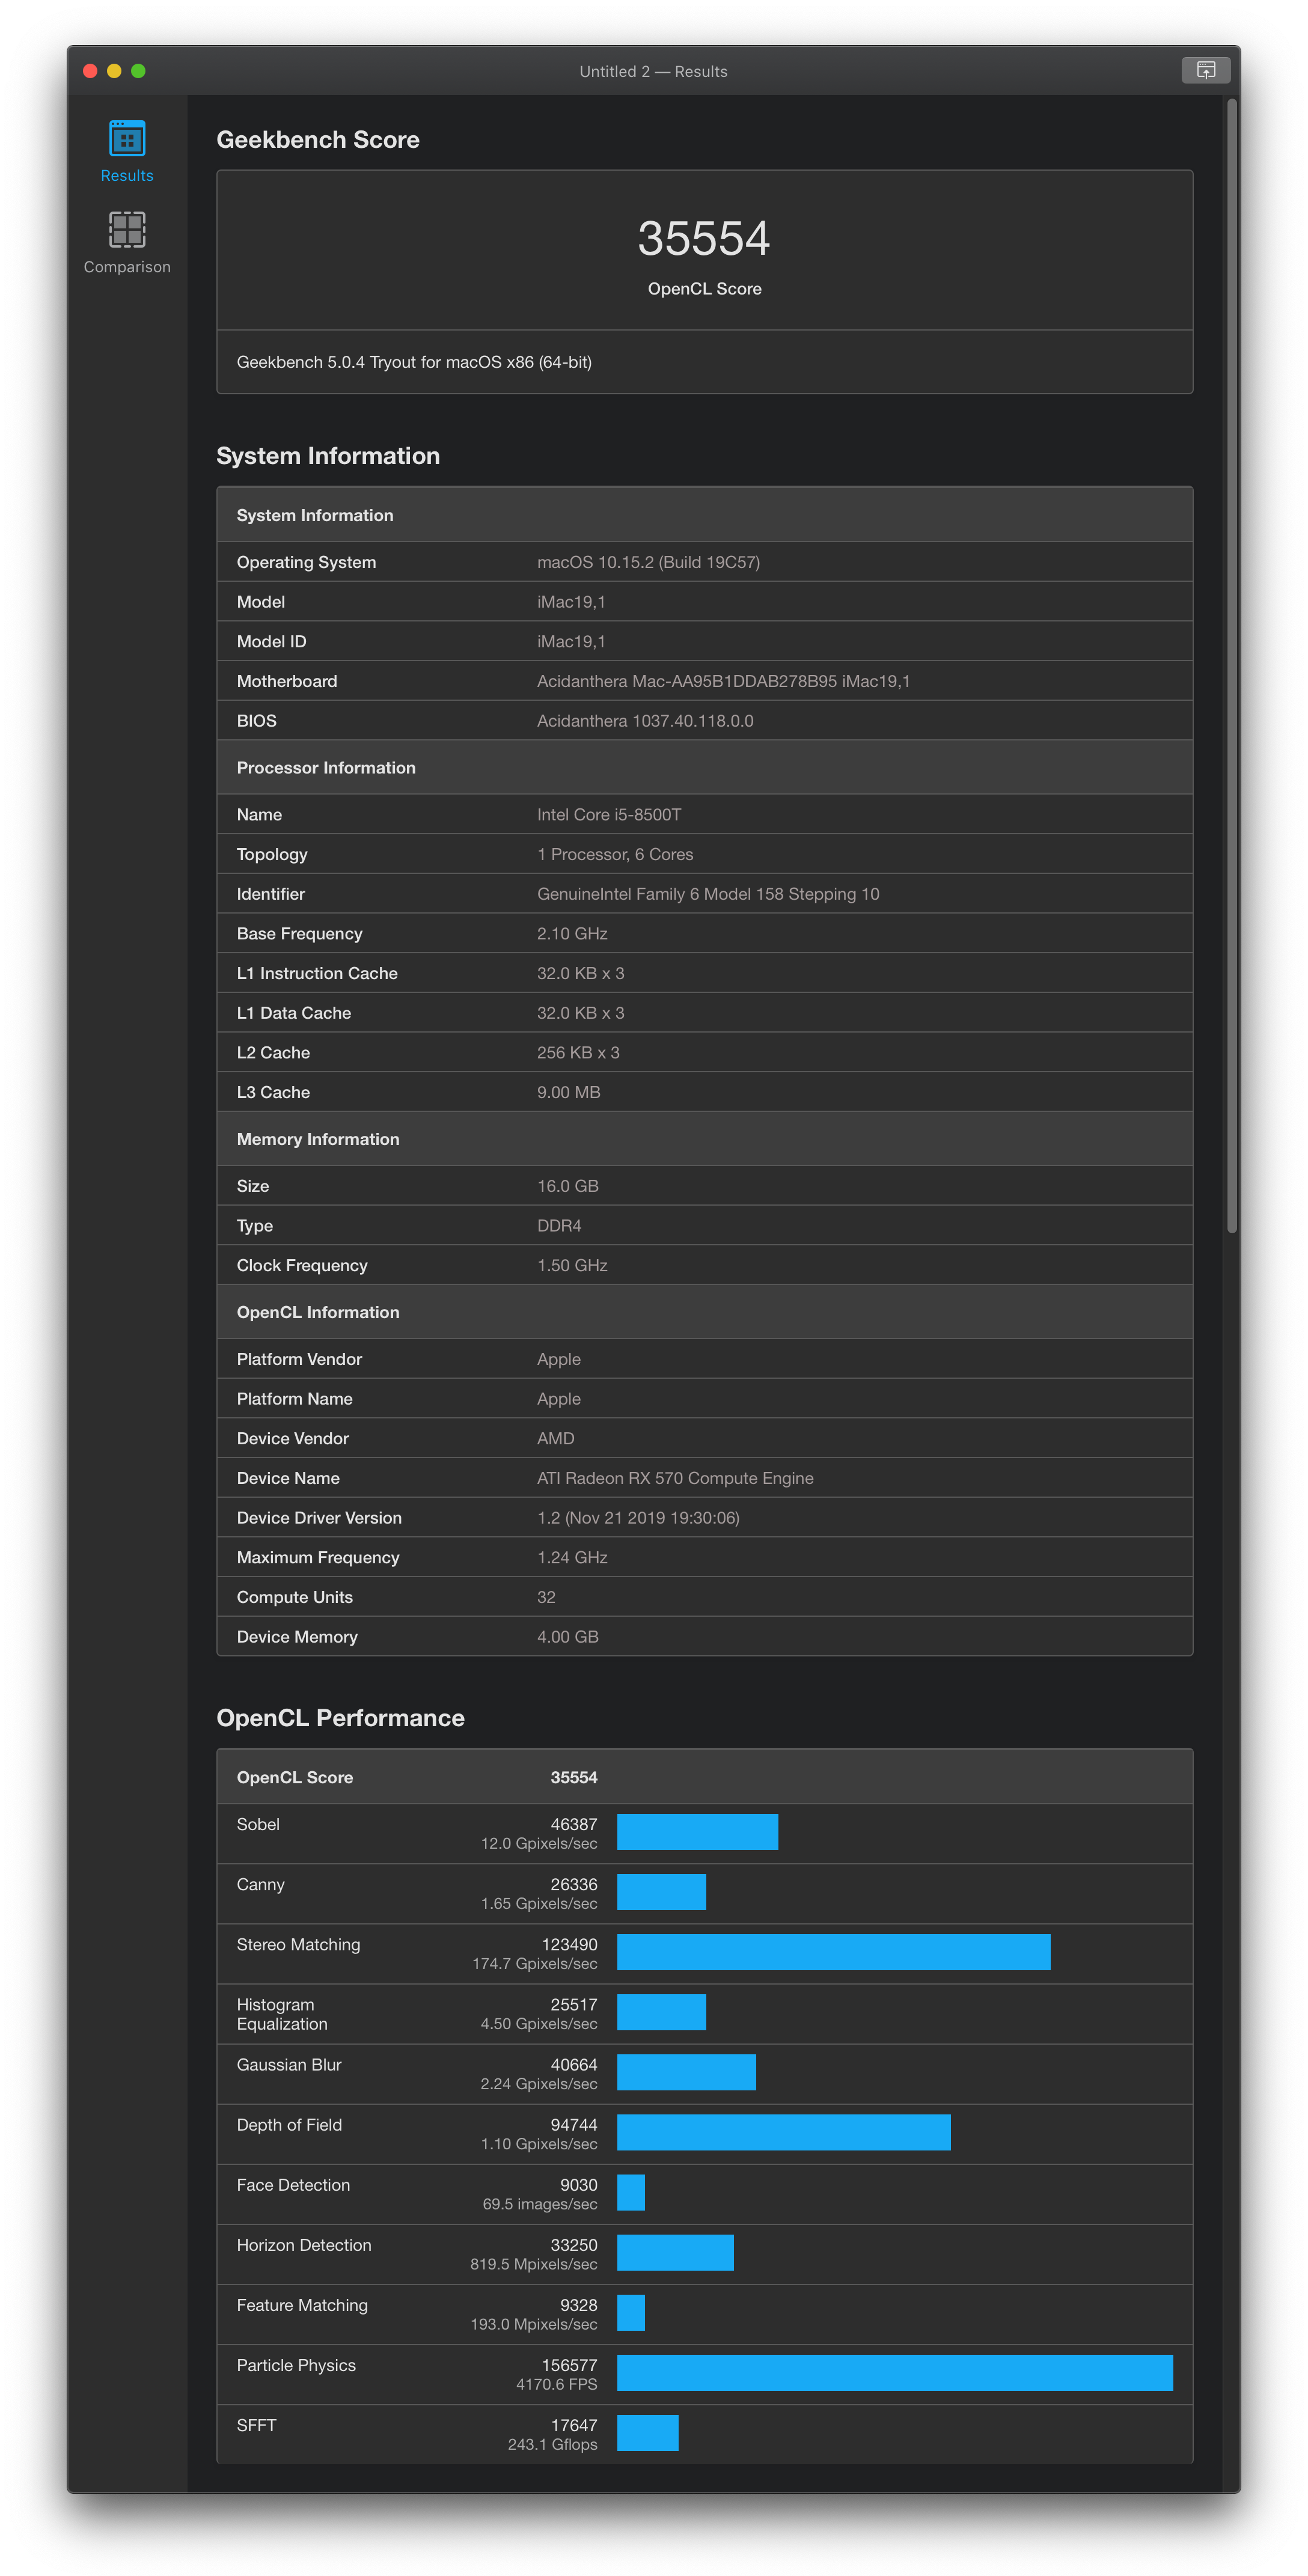 Untitled 2 — Results
Results
Comparison
Geekbench Score
35554
OpenCL Score
Geekbench 5.0.4 Tryout for macOS x86 (64-bit)
System Information
System Information
Operating System macOS 10.15.2 (Build 19C57)
Model iMac19,1
Model ID iMac19,1
Motherboard Acidanthera Mac-AA95B1DDAB278B95 iMac19,1
BIOS Acidanthera 1037.40.118.0.0
Processor Information
Name Intel Core i5-8500T
Topology 1 Processor, 6 Cores
Identifier GenuineIntel Family 6 Model 158 Stepping 10
Base Frequency 2.10 GHz
L1 Instruction Cache 32.0 KB x 3
L1 Data Cache 32.0 KB x 3
L2 Cache 256 KB x 3
L3 Cache 9.00 MB
Memory Information
Size 16.0 GB
Type DDR4
Clock Frequency 1.50 GHz
OpenCL Information
Platform Vendor Apple
Platform Name Apple
Device Vendor AMD
Device Name ATI Radeon RX 570 Compute Engine
Device Driver Version 1.2 (Nov 21 2019 19:30:06)
Maximum Frequency 1.24 GHz
Compute Units 32
Device Memory 4.00 GB
OpenCL Performance
OpenCL Score 35554
Sobel 46387
12.0 Gpixels/sec
Canny 26336
1.65 Gpixels/sec
Stereo Matching 123490
174.7 Gpixels/sec
Histogram 25517
Equalization 4.50 Gpixels/sec
Gaussian Blur 40664
2.24 Gpixels/sec
Depth of Field 94744
1.10 Gpixels/sec
Face Detection 9030
69.5 images/sec
Horizon Detection 33250
819.5 Mpixels/sec
Feature Matching 9328
193.0 Mpixels/sec
Particle Physics 156577
4170.6 FPS
SFFT 17647
243.1 Gflops